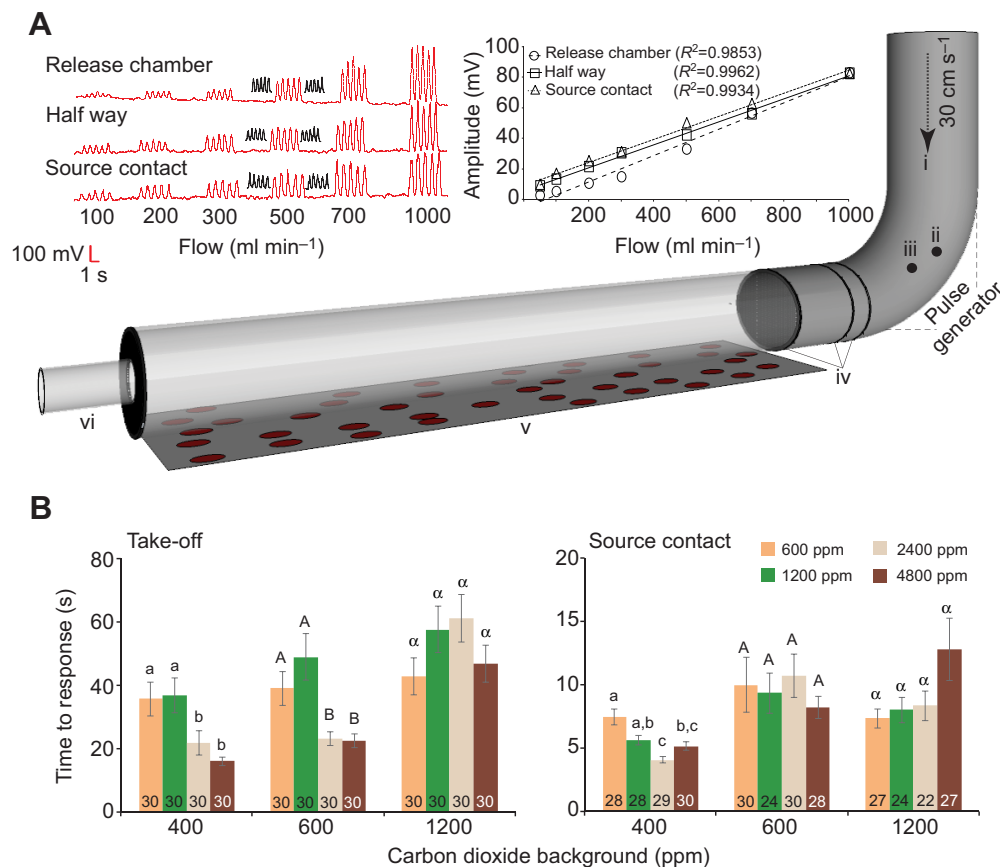 A
Release chamber
Half way
Source contact
100 200 300 500 700 1000
Flow (ml min–1)
100 mV
1 s
Amplitude (mV)
100
80
60
40
20
0
Release chamber (R2=0.9853)
Half way (R2=0.9962)
Source contact (R2=0.9934)
0 200 400 600 800 1000
Flow (ml min–1)
30 cm s–1
i
ii
iii
Pulse generator
iv
v
vi
B
Take-off
Time to response (s)
80
60
40
20
0
a a b b
A A B B
α α α α
30 30 30 30
30 30 30 30
30 30 30 30
400 600 1200
Source contact
600 ppm
1200 ppm
2400 ppm
4800 ppm
20
15
10
5
0
a a,b c b,c
A A A A
α α α α
28 28 29 30
30 24 30 28
27 24 22 27
400 600 1200
Carbon dioxide background (ppm)